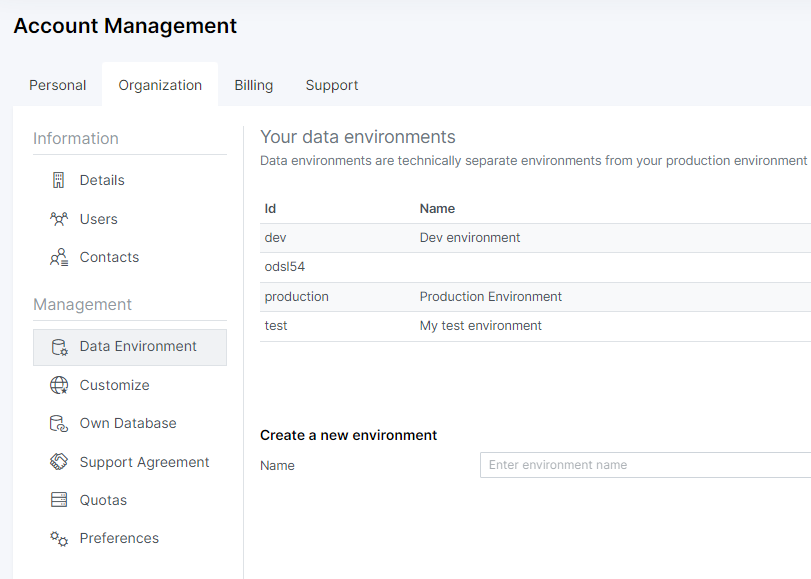 Account Management
Personal
Organization
Billing
Support
Information
Details
Users
Contacts
Management
Data Environment
Customize
Own Database
Support Agreement
Quotas
Preferences
Your data environments
Data environments are technically separate environments from your production environment
Id Name
dev Dev environment
odsl54
production Production Environment
test My test environment
Create a new environment
Name Enter environment name